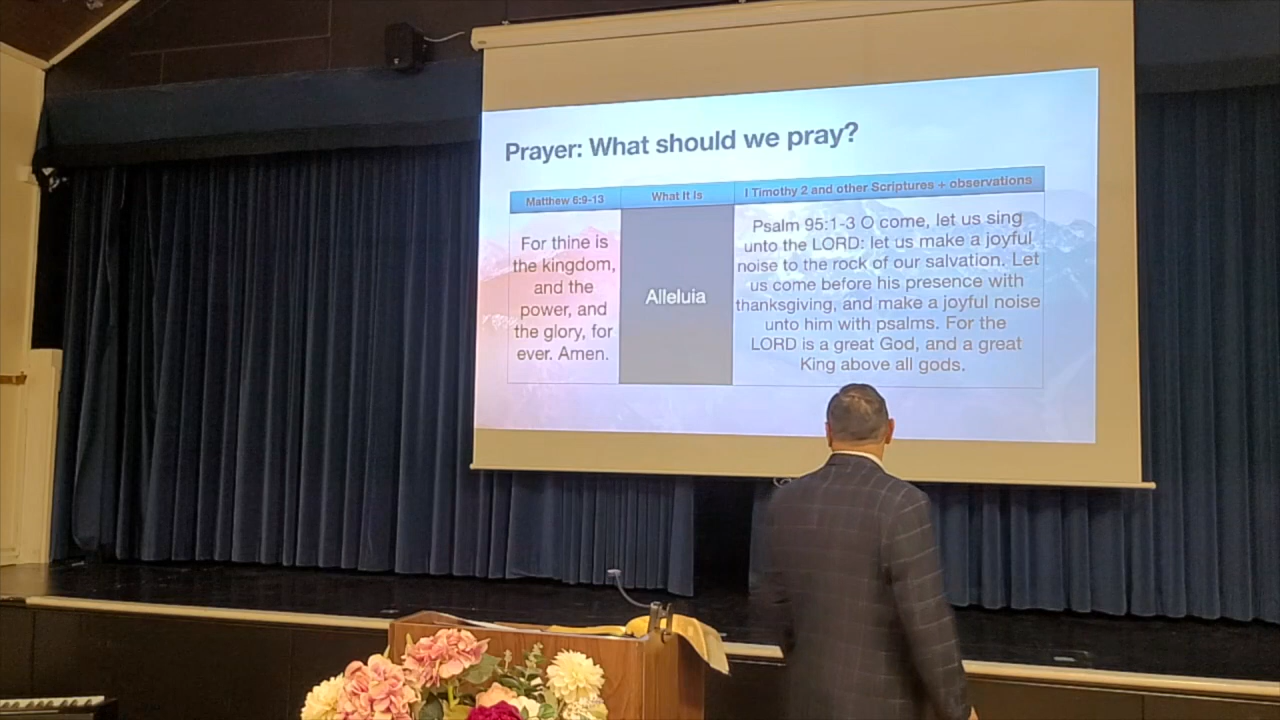 Prayer: What should we pray?
Matthew 6:9-13
What It Is
I Timothy 2 and other Scriptures + observations
For thine is
the kingdom,
and the
power, and
the glory, for
ever. Amen.
Alleluia
Psalm 95:1-3 O come, let us sing
unto the LORD: let us make a joyful
noise to the rock of our salvation. Let
us come before his presence with
thanksgiving, and make a joyful noise
unto him with psalms. For the
LORD is a great God, and a great
King above all gods.